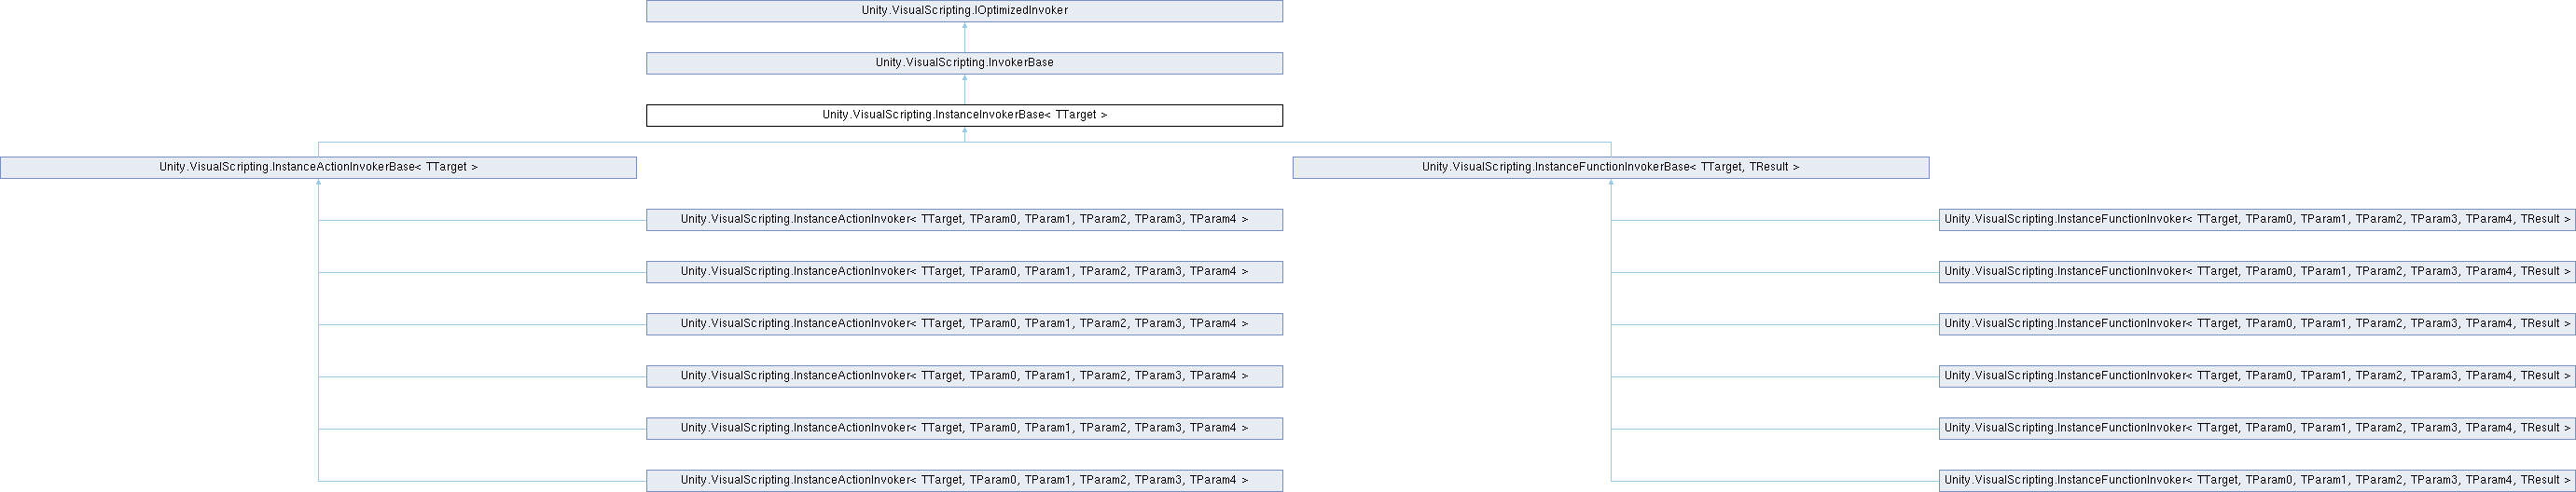 Unity.VisualScripting.IOptimizedInvoker
Unity.VisualScripting.InvokerBase
Unity.VisualScripting.InstanceInvokerBase< TTarget >
Unity.VisualScripting.InstanceActionInvokerBase< TTarget >
Unity.VisualScripting.InstanceFunctionInvokerBase< TTarget, TResult >
Unity.VisualScripting.InstanceActionInvoker< TTarget, TParam0, TParam1, TParam2, TParam3, TParam4 >
Unity.VisualScripting.InstanceFunctionInvoker< TTarget, TParam0, TParam1, TParam2, TParam3, TParam4, TResult >
Unity.VisualScripting.InstanceActionInvoker< TTarget, TParam0, TParam1, TParam2, TParam3, TParam4 >
Unity.VisualScripting.InstanceFunctionInvoker< TTarget, TParam0, TParam1, TParam2, TParam3, TParam4, TResult >
Unity.VisualScripting.InstanceActionInvoker< TTarget, TParam0, TParam1, TParam2, TParam3, TParam4 >
Unity.VisualScripting.InstanceFunctionInvoker< TTarget, TParam0, TParam1, TParam2, TParam3, TParam4, TResult >
Unity.VisualScripting.InstanceActionInvoker< TTarget, TParam0, TParam1, TParam2, TParam3, TParam4 >
Unity.VisualScripting.InstanceFunctionInvoker< TTarget, TParam0, TParam1, TParam2, TParam3, TParam4, TResult >
Unity.VisualScripting.InstanceActionInvoker< TTarget, TParam0, TParam1, TParam2, TParam3, TParam4 >
Unity.VisualScripting.InstanceFunctionInvoker< TTarget, TParam0, TParam1, TParam2, TParam3, TParam4, TResult >
Unity.VisualScripting.InstanceActionInvoker< TTarget, TParam0, TParam1, TParam2, TParam3, TParam4 >
Unity.VisualScripting.InstanceFunctionInvoker< TTarget, TParam0, TParam1, TParam2, TParam3, TParam4, TResult >